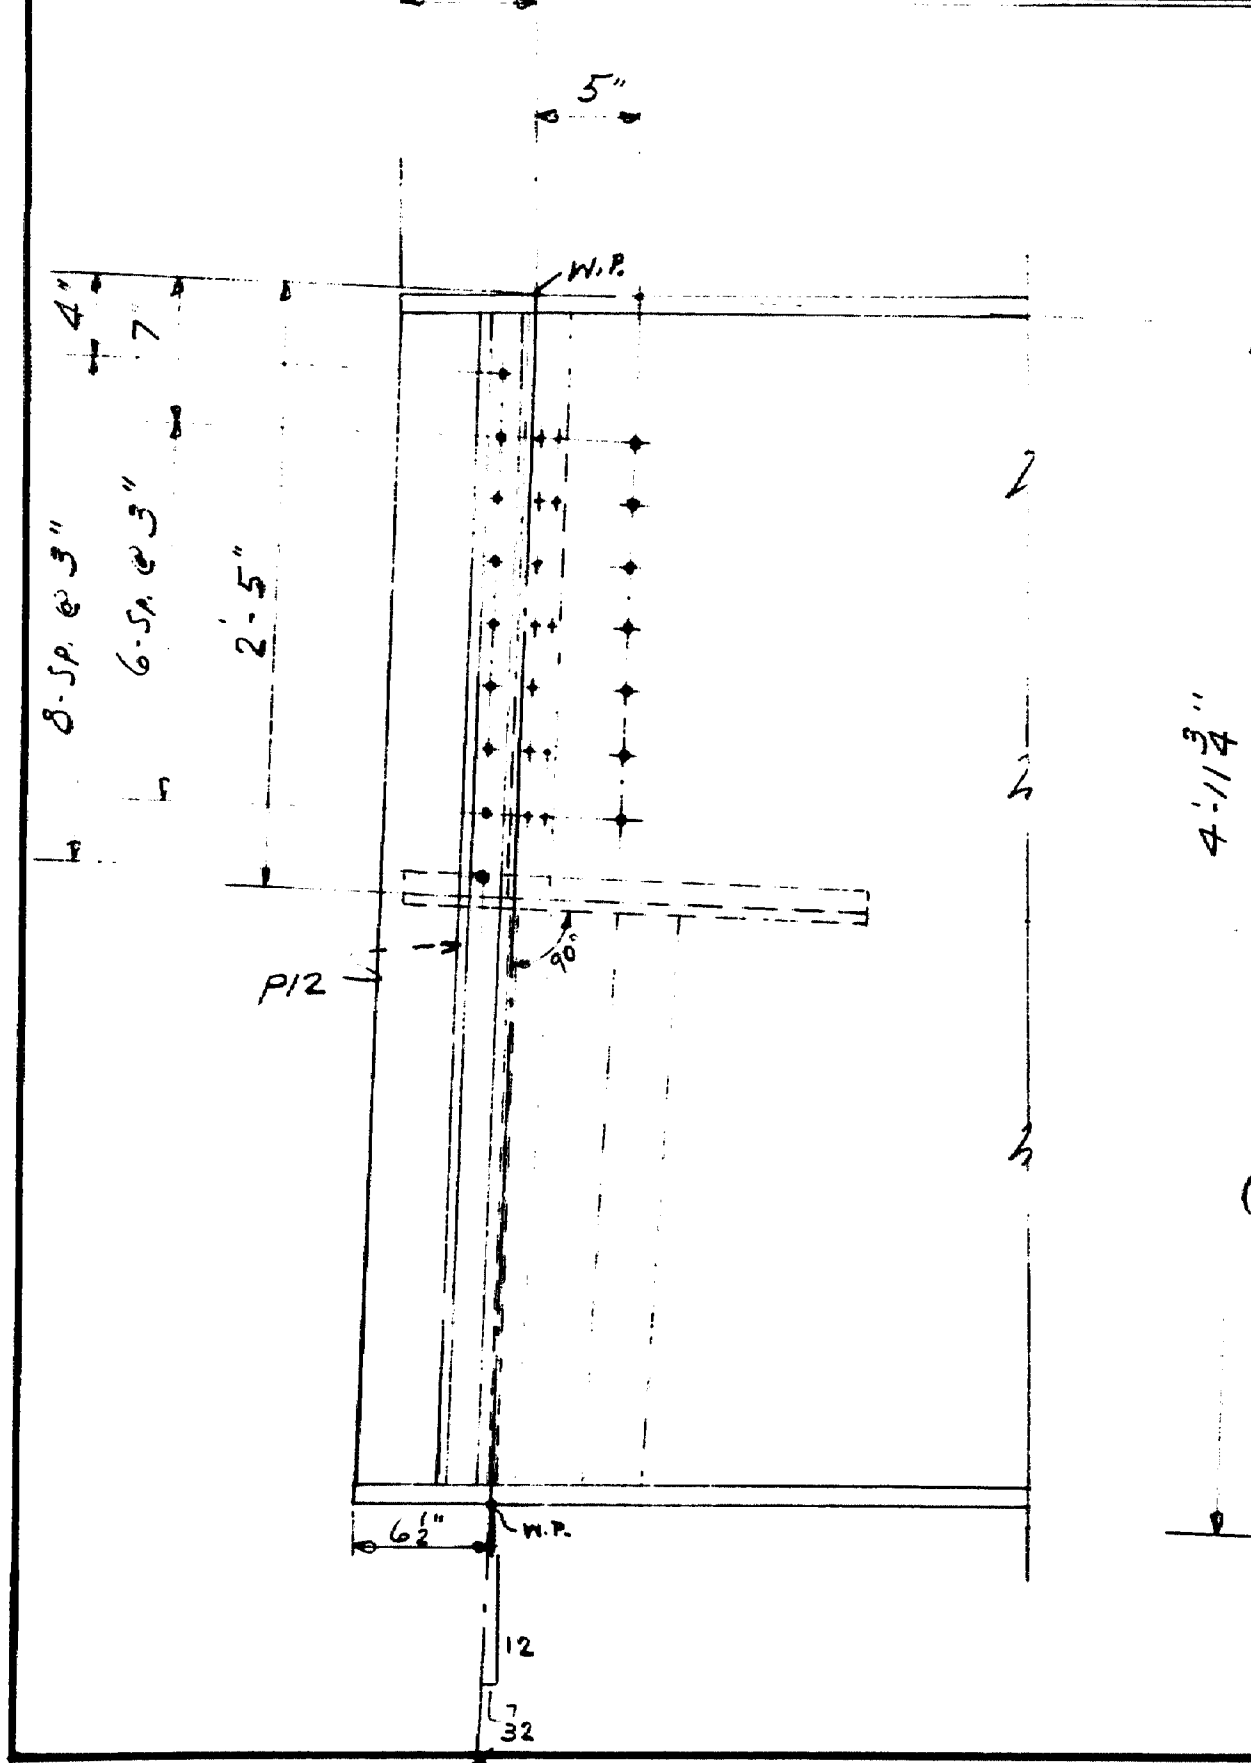 5"
W.P.
4"
7"
8-SP. @ 3"
6-SP. @ 3"
2'-5"
4'-11 3/4"
90°
P12
6 1/2"
W.P.
12
7/32